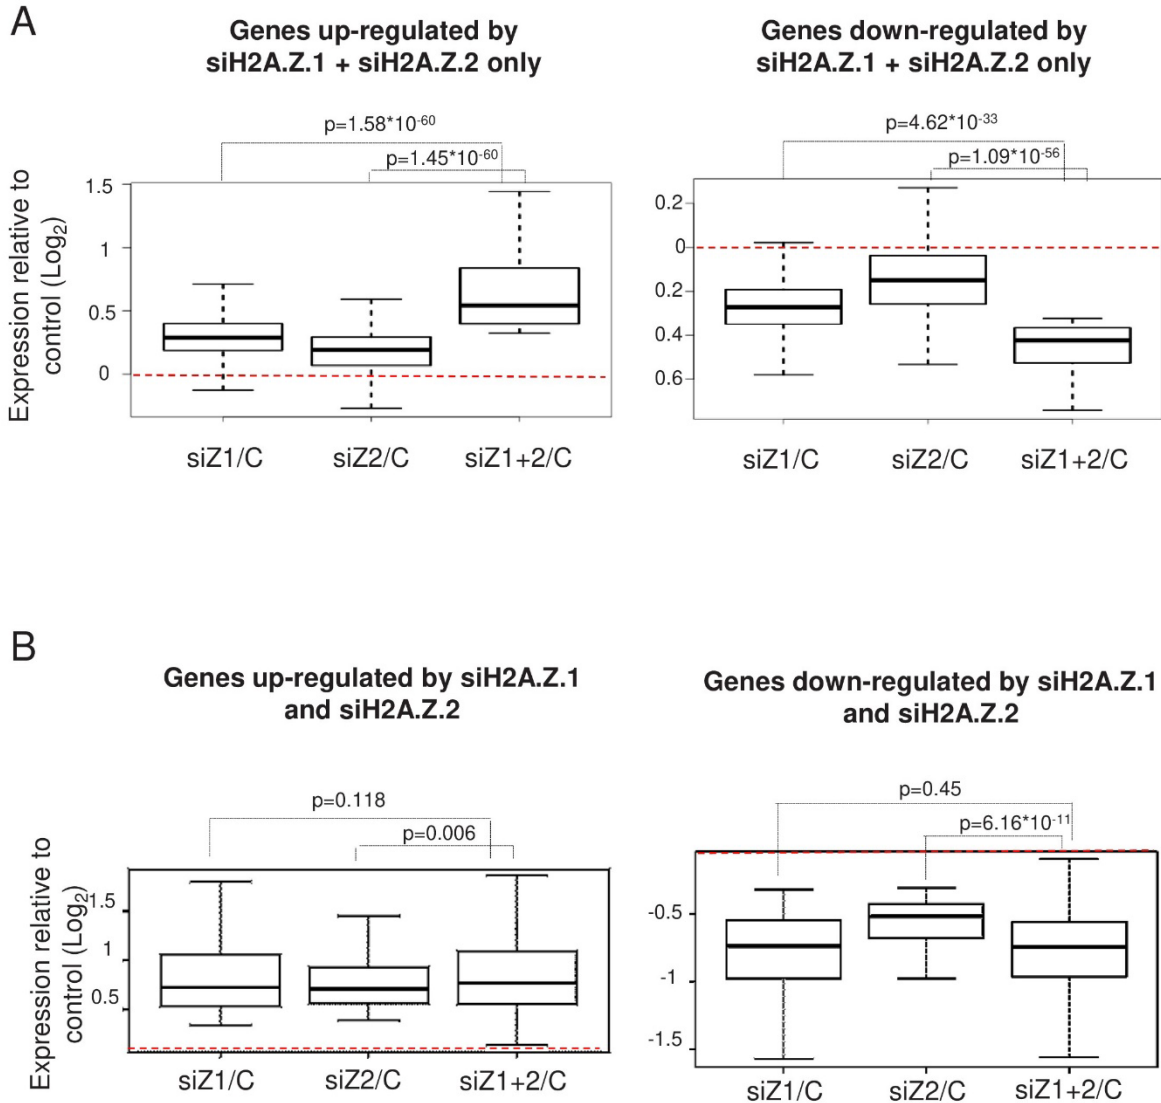 A
Genes up-regulated by
siH2A.Z.1 + siH2A.Z.2 only
Genes down-regulated by
siH2A.Z.1 + siH2A.Z.2 only
p=1.58*10-60
p=1.45*10-60
p=4.62*10-33
p=1.09*10-56
Expression relative to
control (Log2)
1.5
1
0.5
0
0.2
0
0.2
0.4
0.6
siZ1/C
siZ2/C
siZ1+2/C
siZ1/C
siZ2/C
siZ1+2/C
B
Genes up-regulated by siH2A.Z.1
and siH2A.Z.2
Genes down-regulated by siH2A.Z.1
and siH2A.Z.2
p=0.118
p=0.006
p=0.45
p=6.16*10-11
Expression relative to
control (Log2)
1.5
1
0.5
-0.5
-1
-1.5
siZ1/C
siZ2/C
siZ1+2/C
siZ1/C
siZ2/C
siZ1+2/C